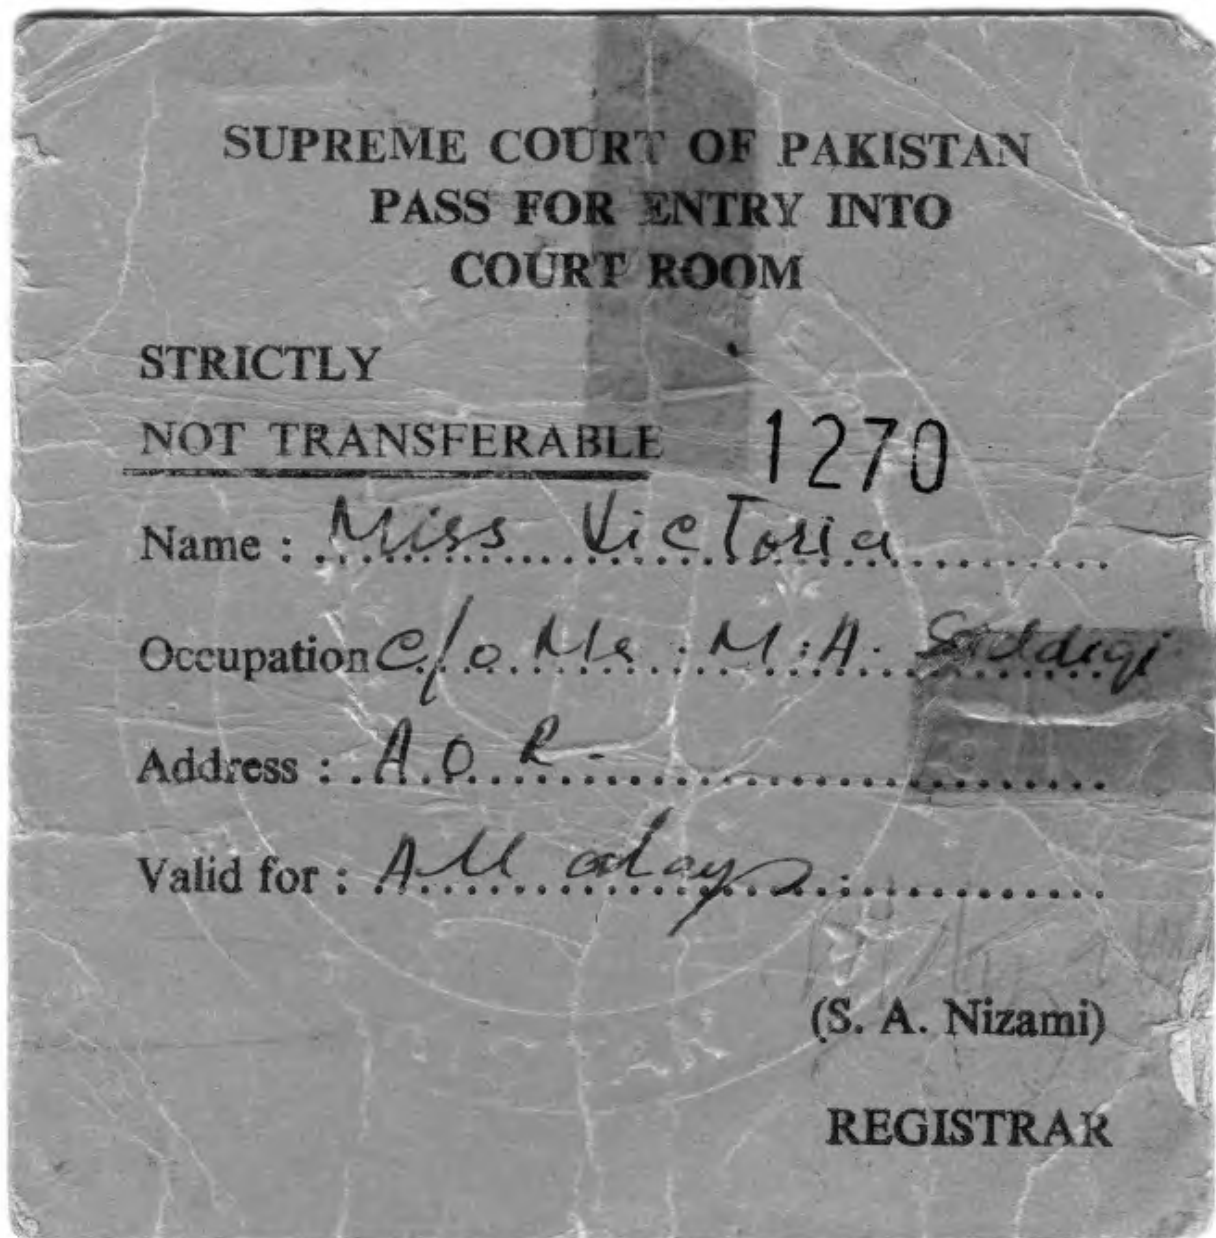 SUPREME COURT OF PAKISTAN
PASS FOR ENTRY INTO
COURT ROOM
STRICTLY
NOT TRANSFERABLE 1270
Name : Miss Victoria
Occupation c/o Mr. M.A. Siddiqi
Address : A.O.R.
Valid for : All days
(S. A. Nizami)
REGISTRAR